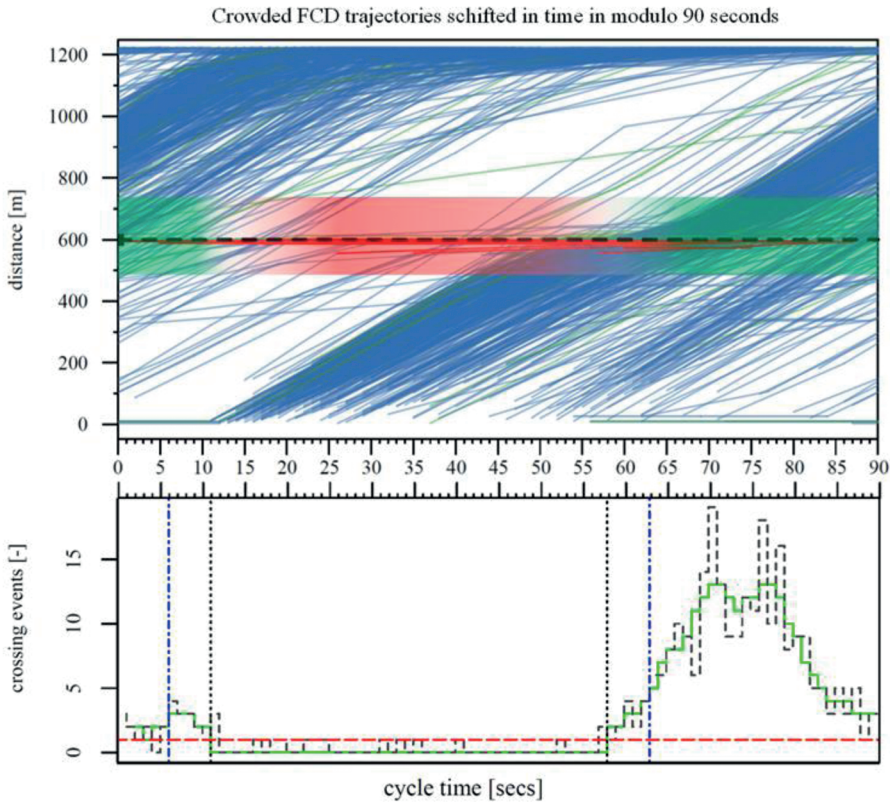 Crowded FCD trajectories schifted in time in modulo 90 seconds
distance [m]
1200
1000
800
600
400
200
0
0 5 10 15 20 25 30 35 40 45 50 55 60 65 70 75 80 85 90
crossing events [-]
15
10
5
0
cycle time [secs]